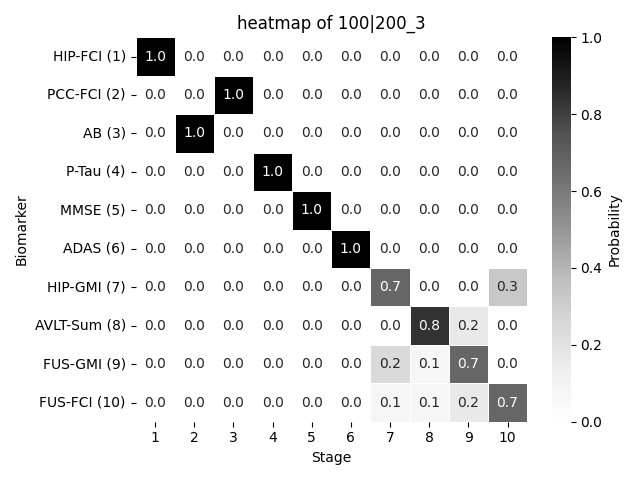 heatmap of 100|200_3
HIP-FCI (1) 1.0 0.0 0.0 0.0 0.0 0.0 0.0 0.0 0.0 0.0
PCC-FCI (2) 0.0 0.0 1.0 0.0 0.0 0.0 0.0 0.0 0.0 0.0
AB (3) 0.0 1.0 0.0 0.0 0.0 0.0 0.0 0.0 0.0 0.0
P-Tau (4) 0.0 0.0 0.0 1.0 0.0 0.0 0.0 0.0 0.0 0.0
MMSE (5) 0.0 0.0 0.0 0.0 1.0 0.0 0.0 0.0 0.0 0.0
ADAS (6) 0.0 0.0 0.0 0.0 0.0 1.0 0.0 0.0 0.0 0.0
HIP-GMI (7) 0.0 0.0 0.0 0.0 0.0 0.0 0.7 0.0 0.0 0.3
AVLT-Sum (8) 0.0 0.0 0.0 0.0 0.0 0.0 0.0 0.8 0.2 0.0
FUS-GMI (9) 0.0 0.0 0.0 0.0 0.0 0.0 0.2 0.1 0.7 0.0
FUS-FCI (10) 0.0 0.0 0.0 0.0 0.0 0.0 0.1 0.1 0.2 0.7
1 2 3 4 5 6 7 8 9 10
Stage
Biomarker
1.0
0.8
0.6
0.4
0.2
0.0
Probability